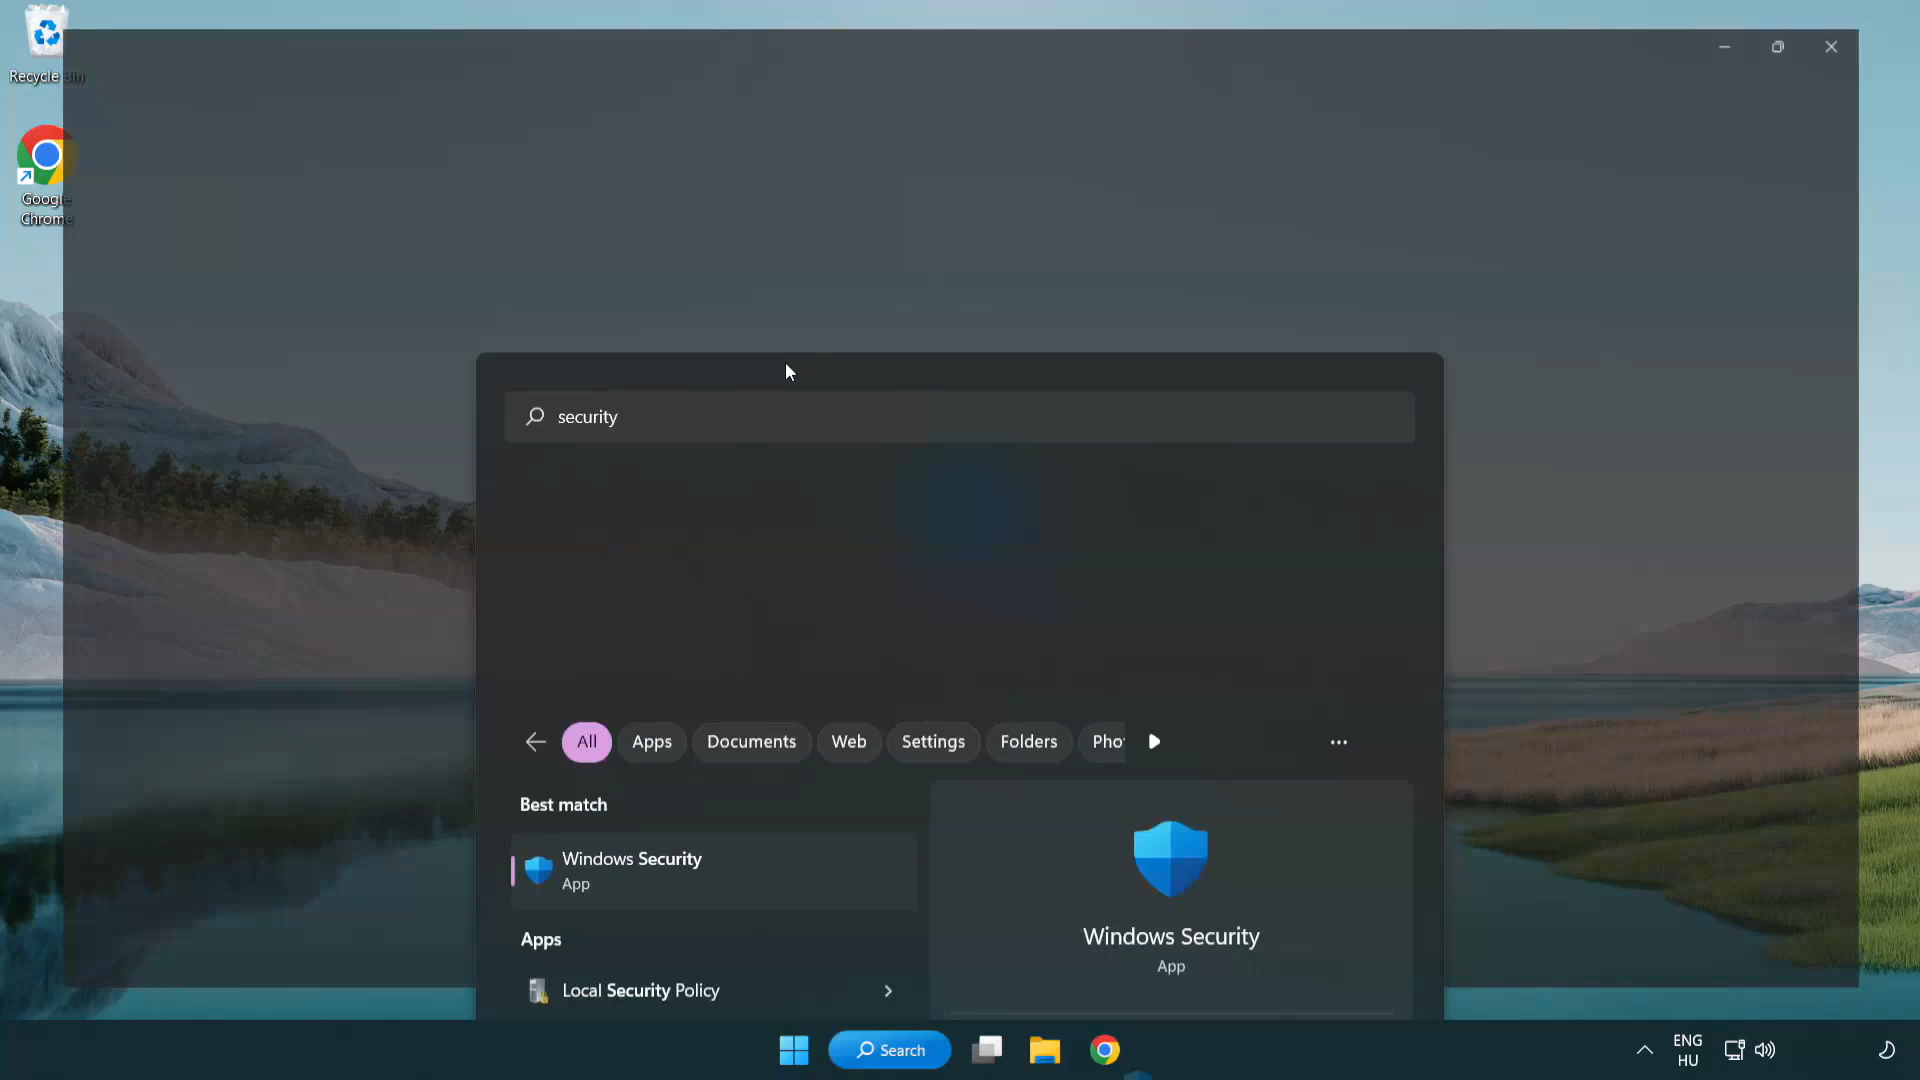 Recycle Bin
Google
Chrome
security
All
Apps
Documents
Web
Settings
Folders
Best match
Windows Security
App
Apps
Local Security Policy
Windows Security
App
Search
ENG
HU